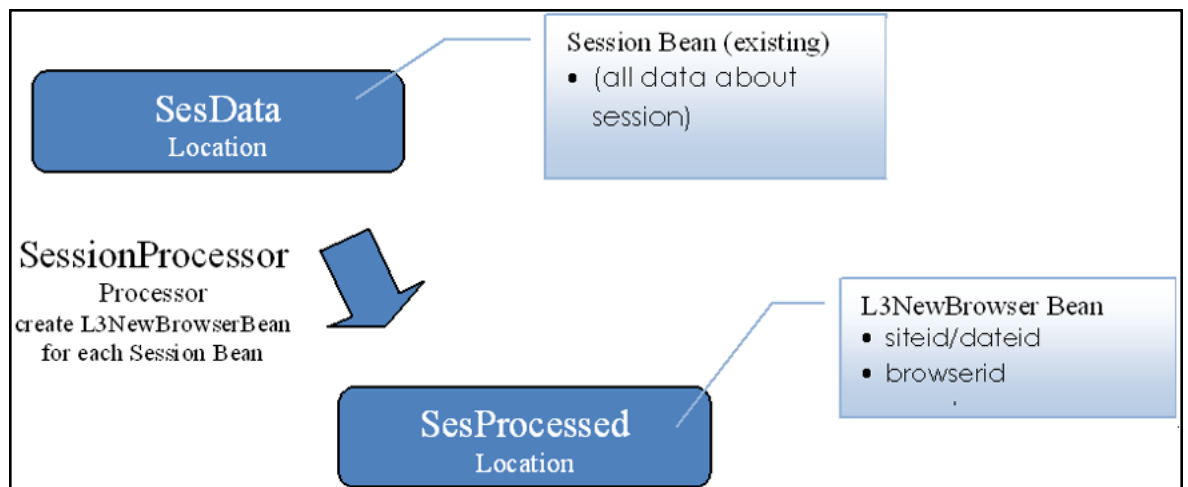 Session Bean (existing)
• (all data about
session)
SesData
Location
SessionProcessor
Processor
create L3NewBrowserBean
for each Session Bean
L3NewBrowser Bean
• siteid/dateid
• browserid
SesProcessed
Location